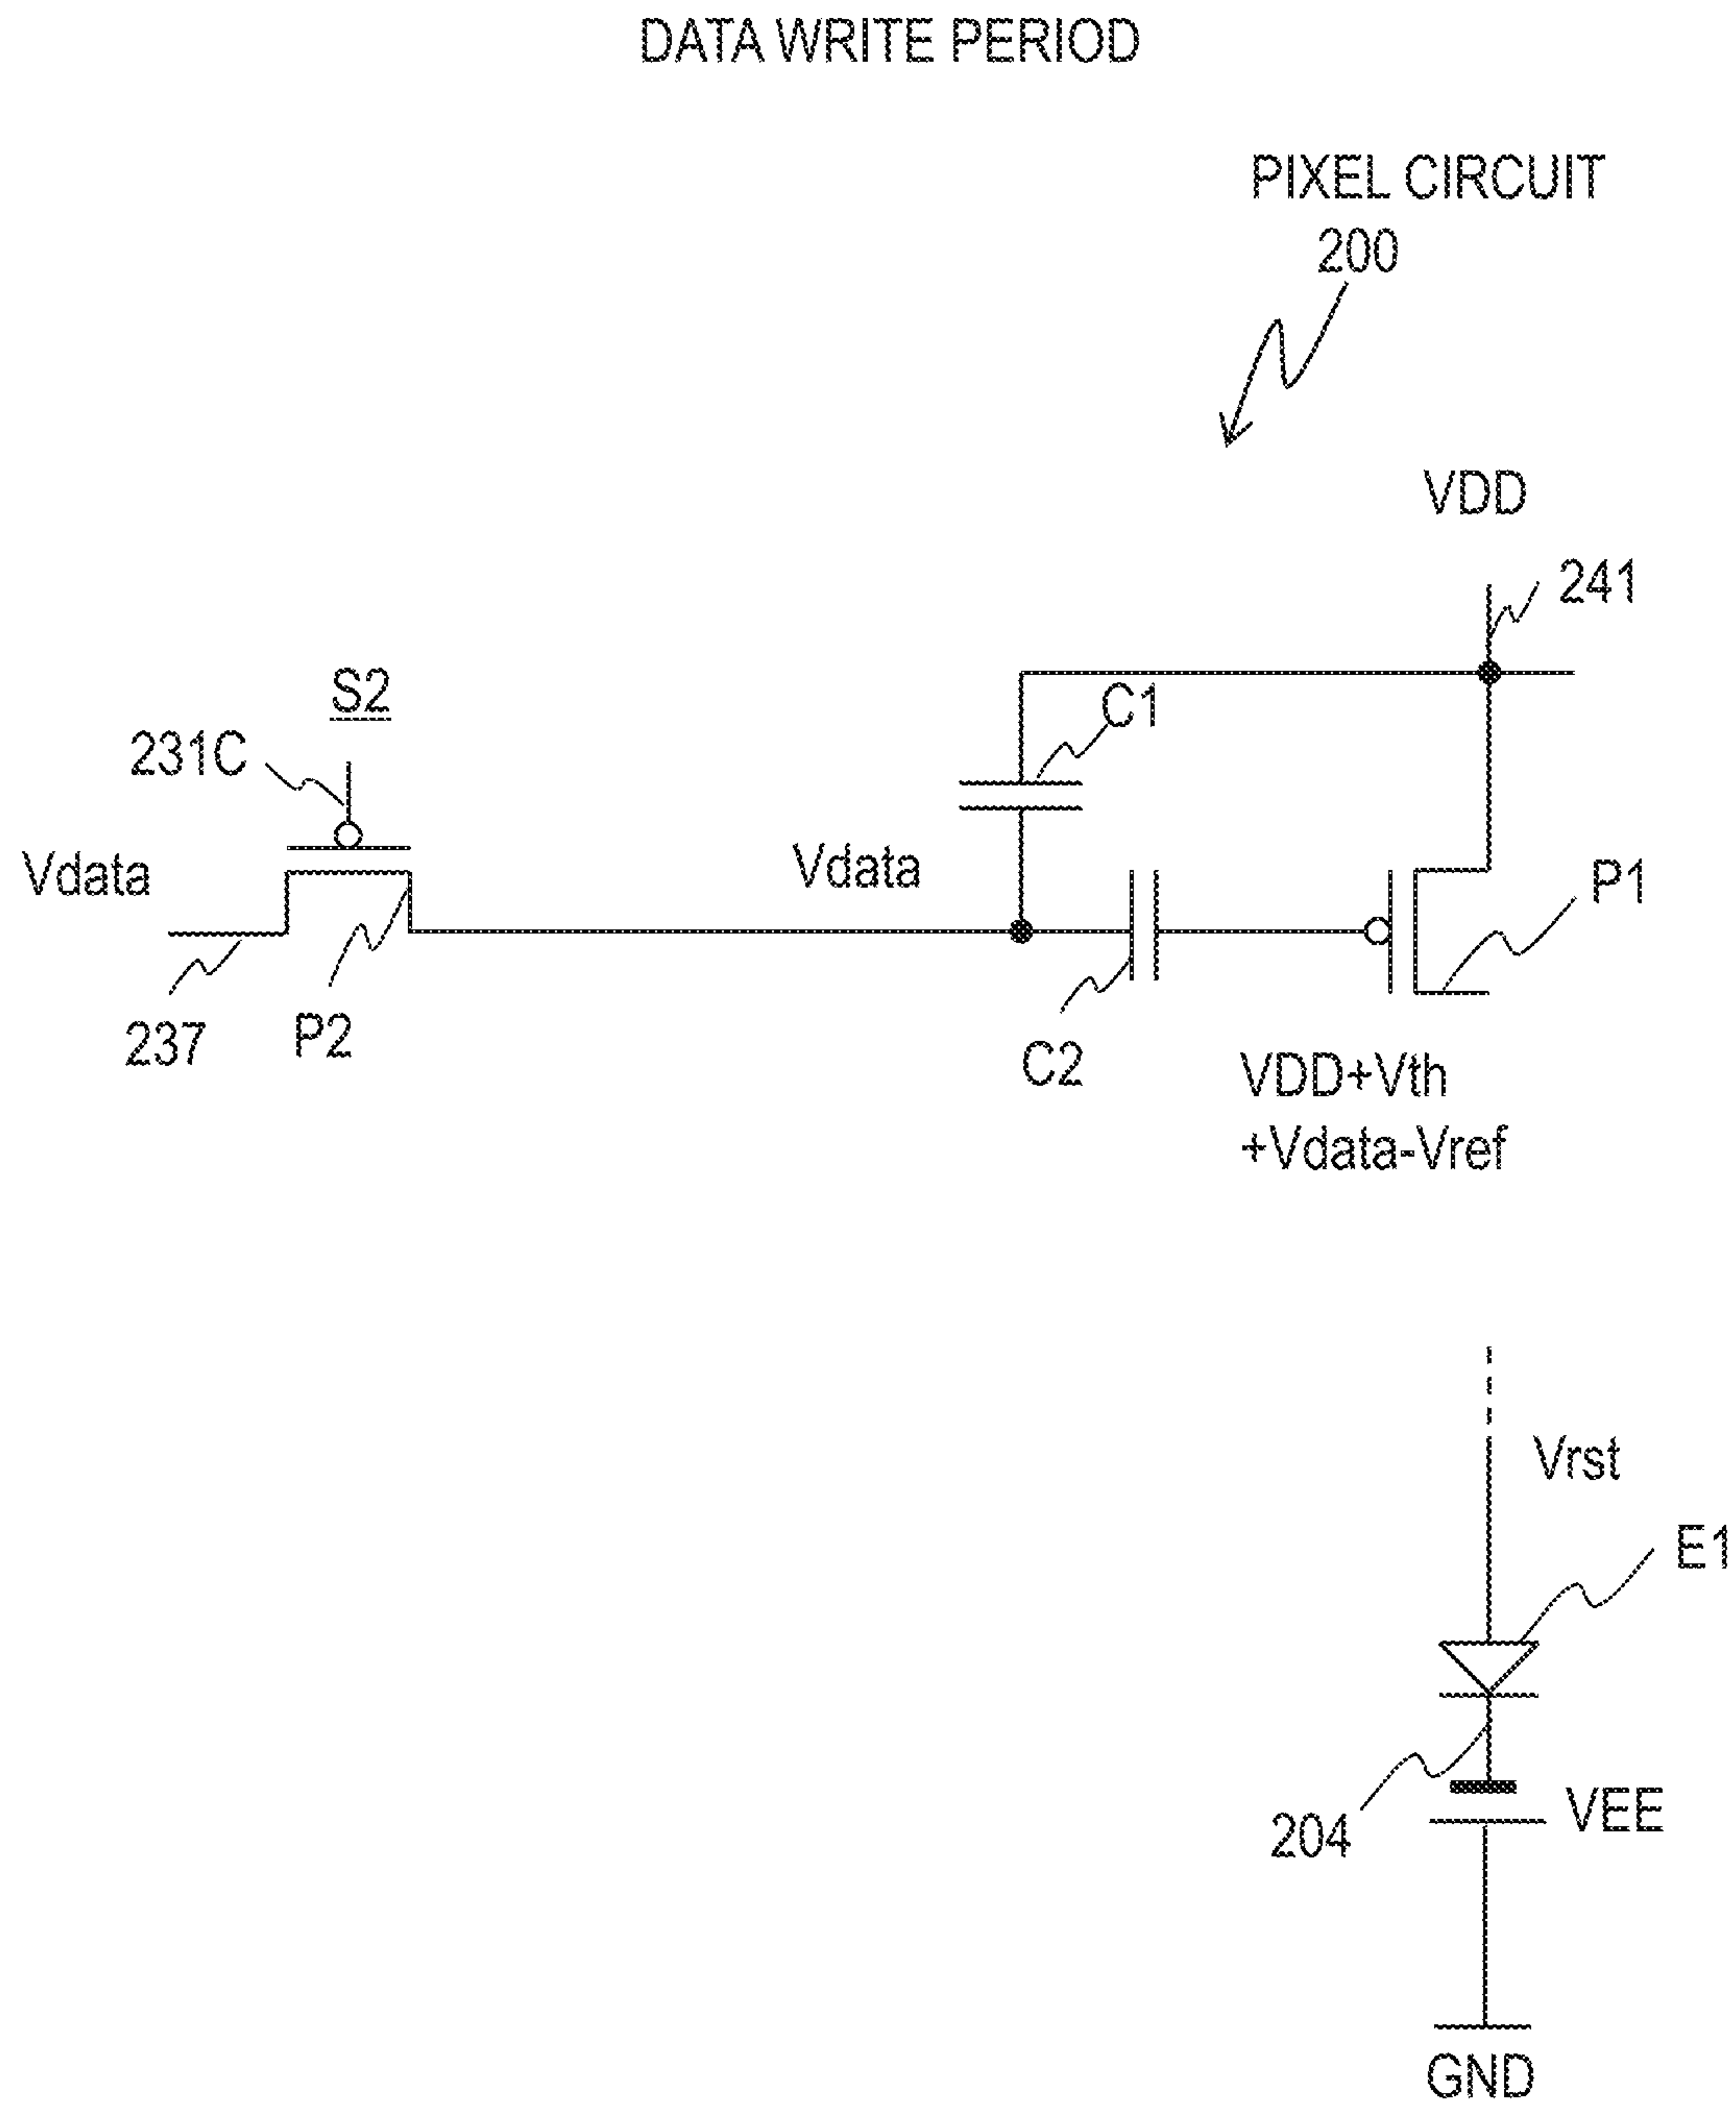 DATA WRITE PERIOD
PIXEL CIRCUIT
200
VDD
241
S2
C1
231C
Vdata
Vdata
P1
237
P2
C2
VDD+Vth
+Vdata-Vref
Vrst
E1
204
VEE
GND